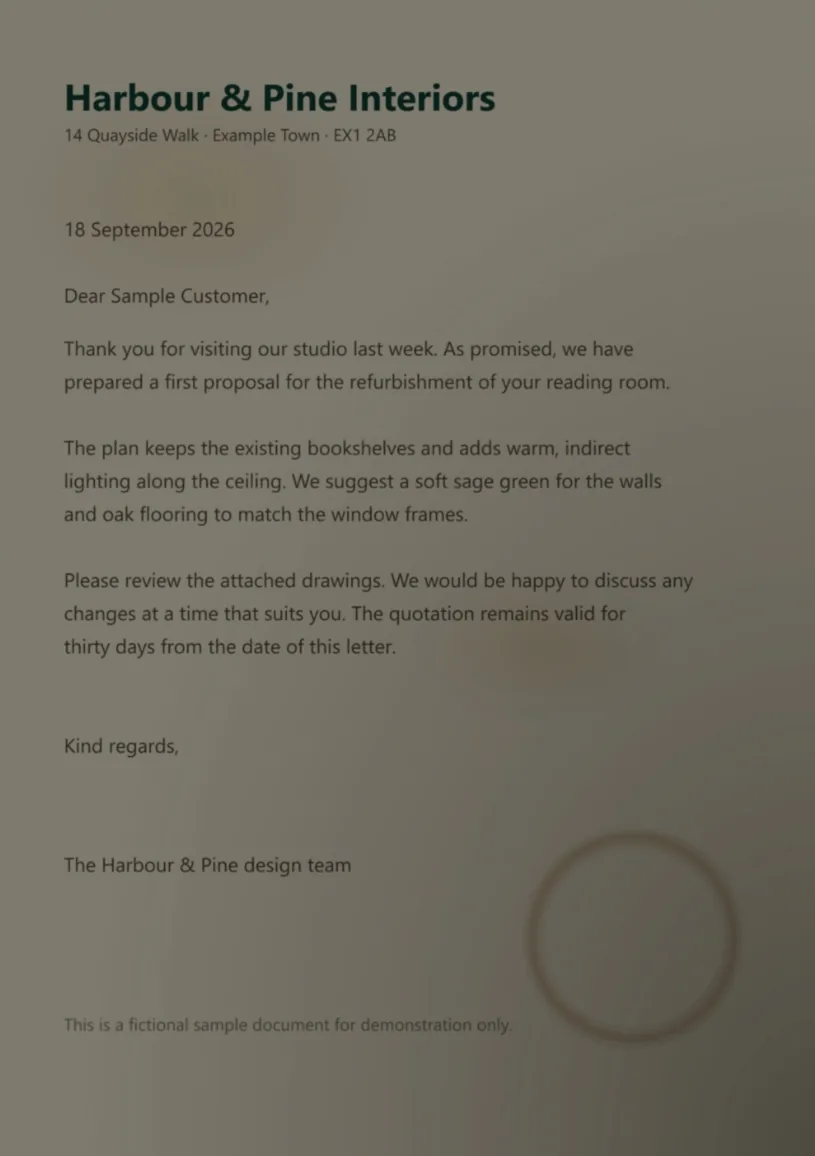 Harbour & Pine Interiors
14 Quayside Walk · Example Town · EX1 2AB
18 September 2026
Dear Sample Customer,
Thank you for visiting our studio last week. As promised, we have
prepared a first proposal for the refurbishment of your reading room.
The plan keeps the existing bookshelves and adds warm, indirect
lighting along the ceiling. We suggest a soft sage green for the walls
and oak flooring to match the window frames.
Please review the attached drawings. We would be happy to discuss any
changes at a time that suits you. The quotation remains valid for
thirty days from the date of this letter.
Kind regards,
The Harbour & Pine design team
This is a fictional sample document for demonstration only.